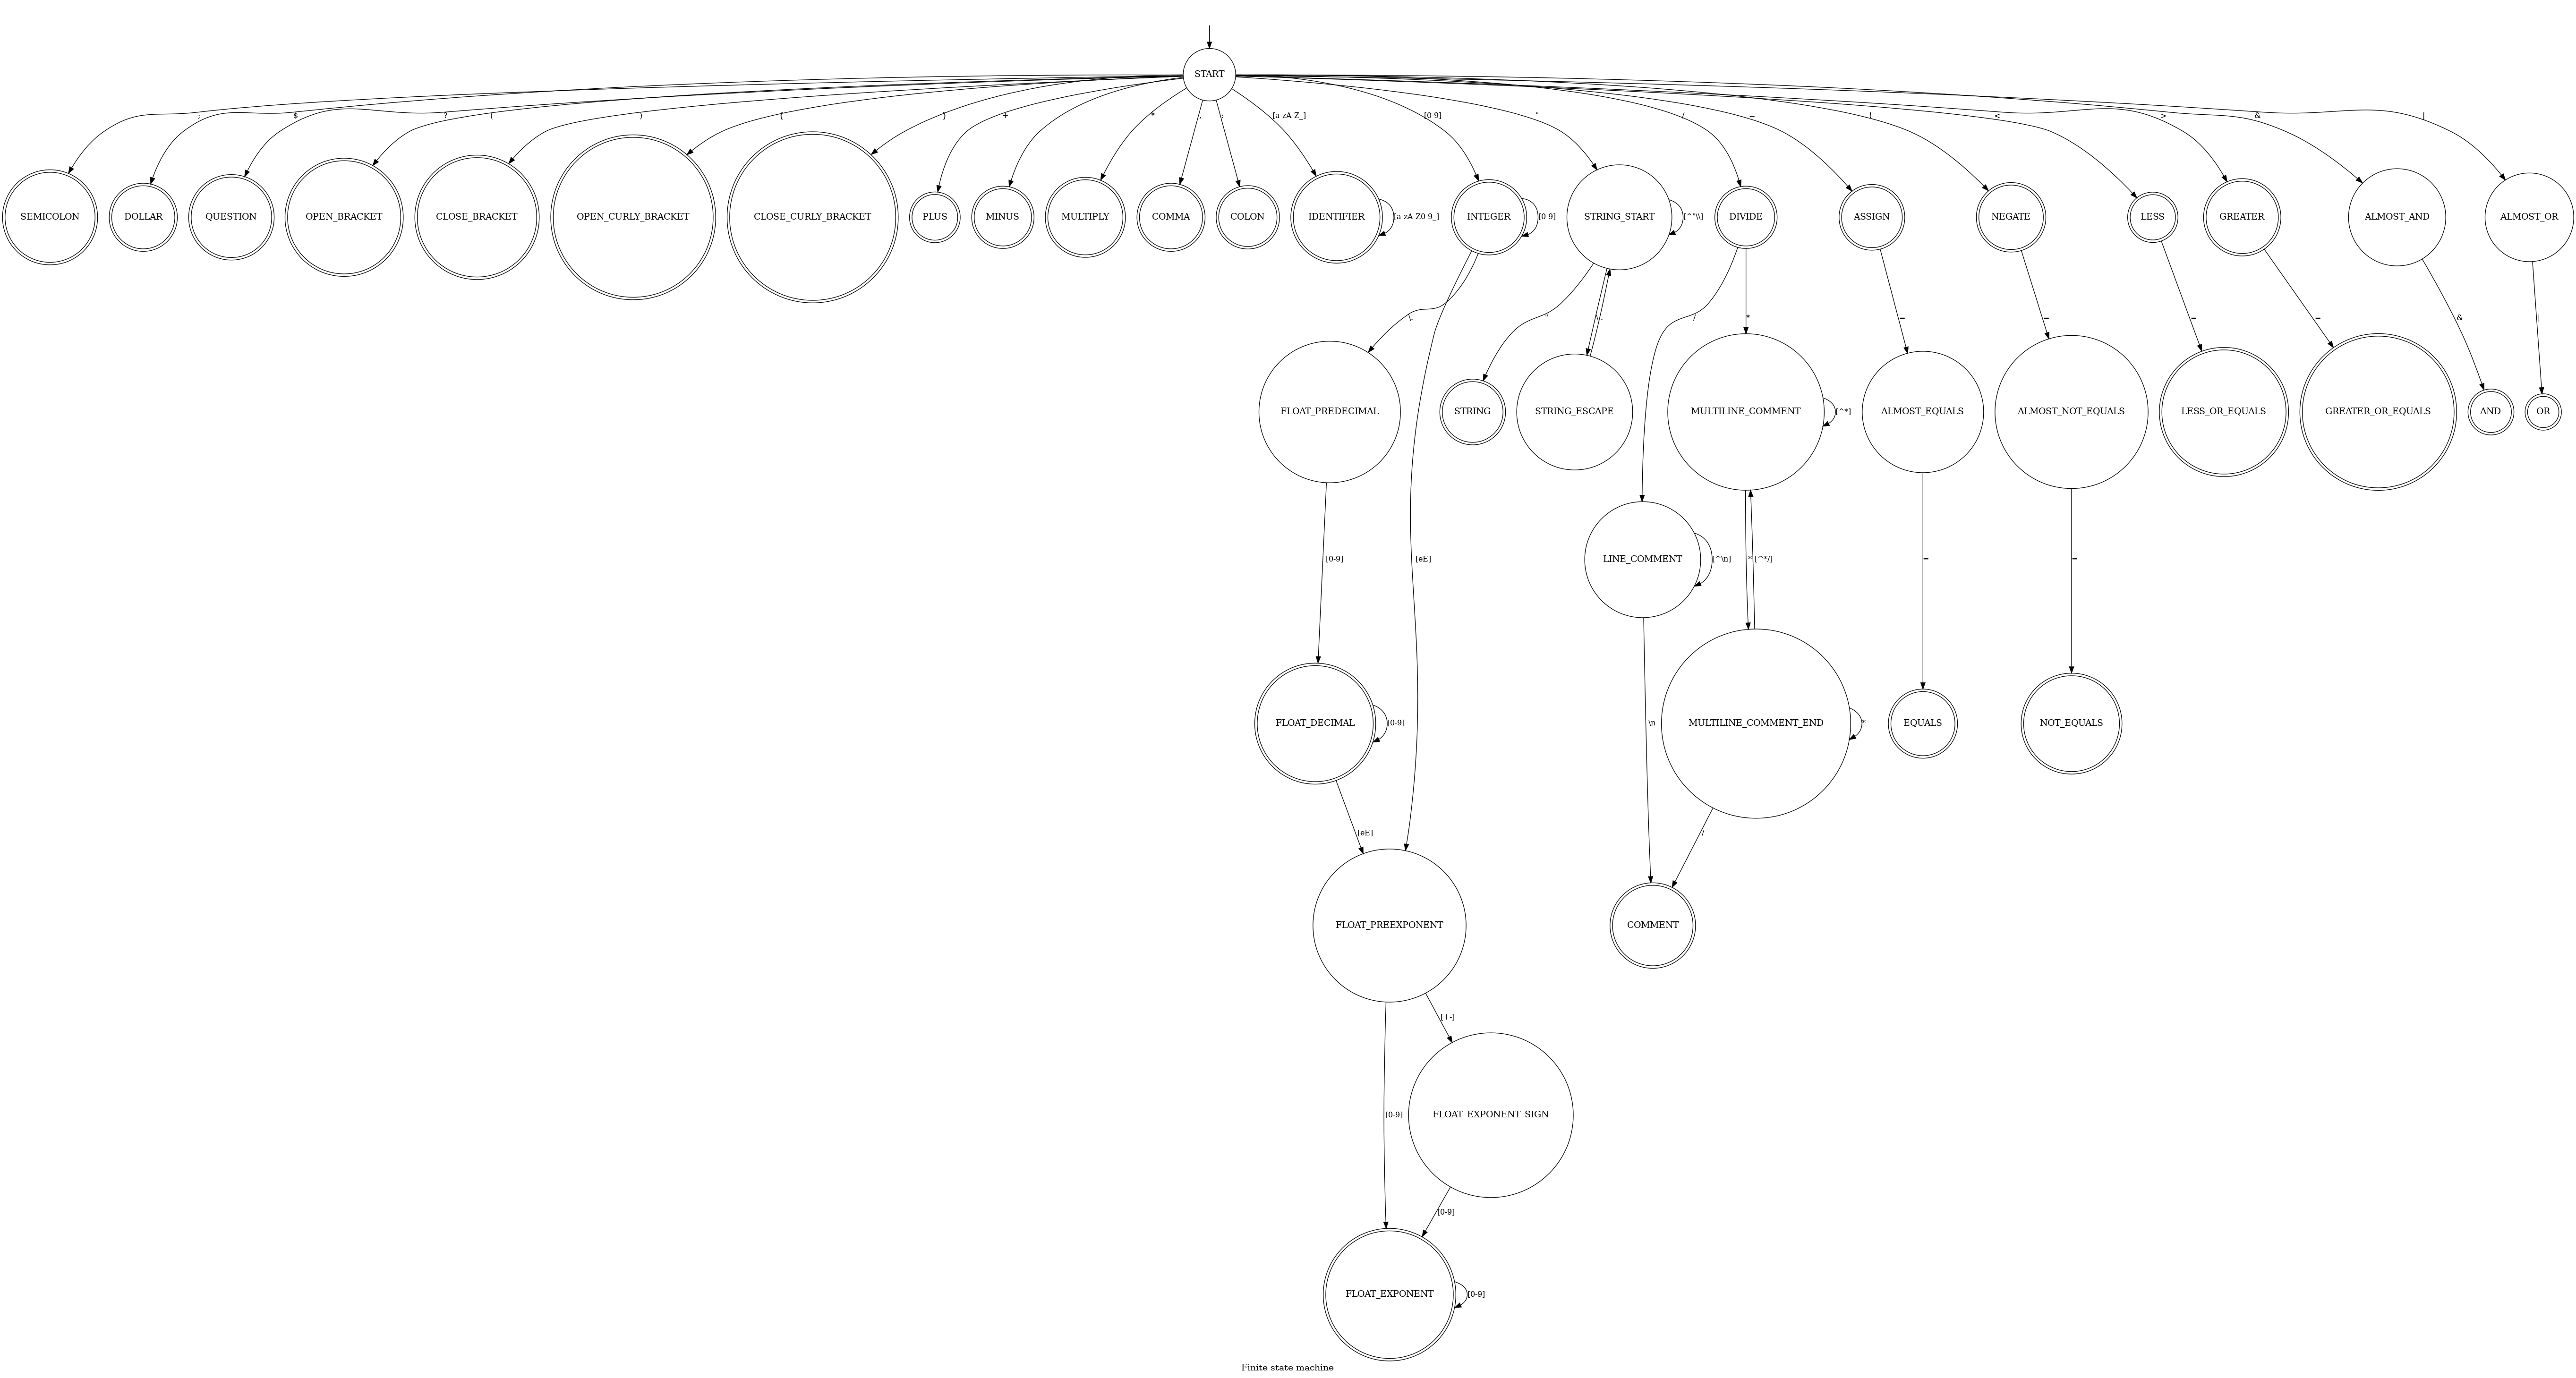 START
;
$
?
(
)
{
}
+
-
*
,
:
[a-zA-Z_]
[0-9]
"
/
=
!
<
>
&
|
SEMICOLON
DOLLAR
QUESTION
OPEN_BRACKET
CLOSE_BRACKET
OPEN_CURLY_BRACKET
CLOSE_CURLY_BRACKET
PLUS
MINUS
MULTIPLY
COMMA
COLON
IDENTIFIER
[a-zA-Z0-9_]
INTEGER
[0-9]
STRING_START
[^"\\]
DIVIDE
ASSIGN
NEGATE
LESS
GREATER
ALMOST_AND
ALMOST_OR
\.
"
\
.
/
*
=
=
=
=
&
|
FLOAT_PREDECIMAL
STRING
STRING_ESCAPE
MULTILINE_COMMENT
[^*]
ALMOST_EQUALS
ALMOST_NOT_EQUALS
LESS_OR_EQUALS
GREATER_OR_EQUALS
AND
OR
[0-9]
[eE]
LINE_COMMENT
[^\n]
*
[^*/]
=
=
FLOAT_DECIMAL
[0-9]
\n
MULTILINE_COMMENT_END
*
EQUALS
NOT_EQUALS
[eE]
/
FLOAT_PREEXPONENT
COMMENT
[+-]
[0-9]
FLOAT_EXPONENT_SIGN
[0-9]
FLOAT_EXPONENT
[0-9]
Finite state machine